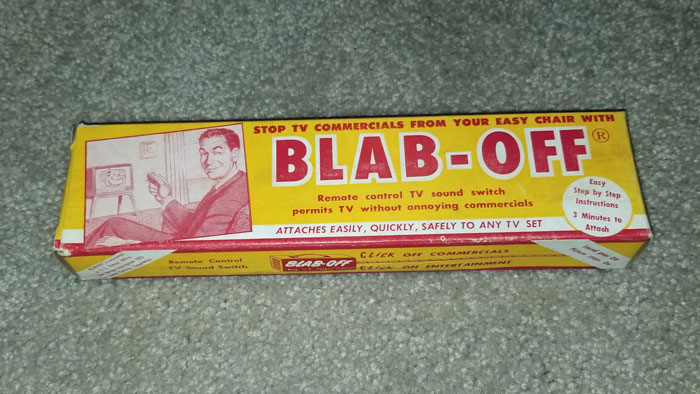 STOP TV COMMERCIALS FROM YOUR EASY CHAIR WITH
BLAB-OFF®
Remote control TV sound switch
permits TV without annoying commercials
ATTACHES EASILY, QUICKLY, SAFELY TO ANY TV SET
Easy
Step by Step
Instructions
3 Minutes to
Attach
Remote Control
TV Sound Switch
BLAB-OFF
CLICK OFF COMMERCIALS
CLICK ON ENTERTAINMENT